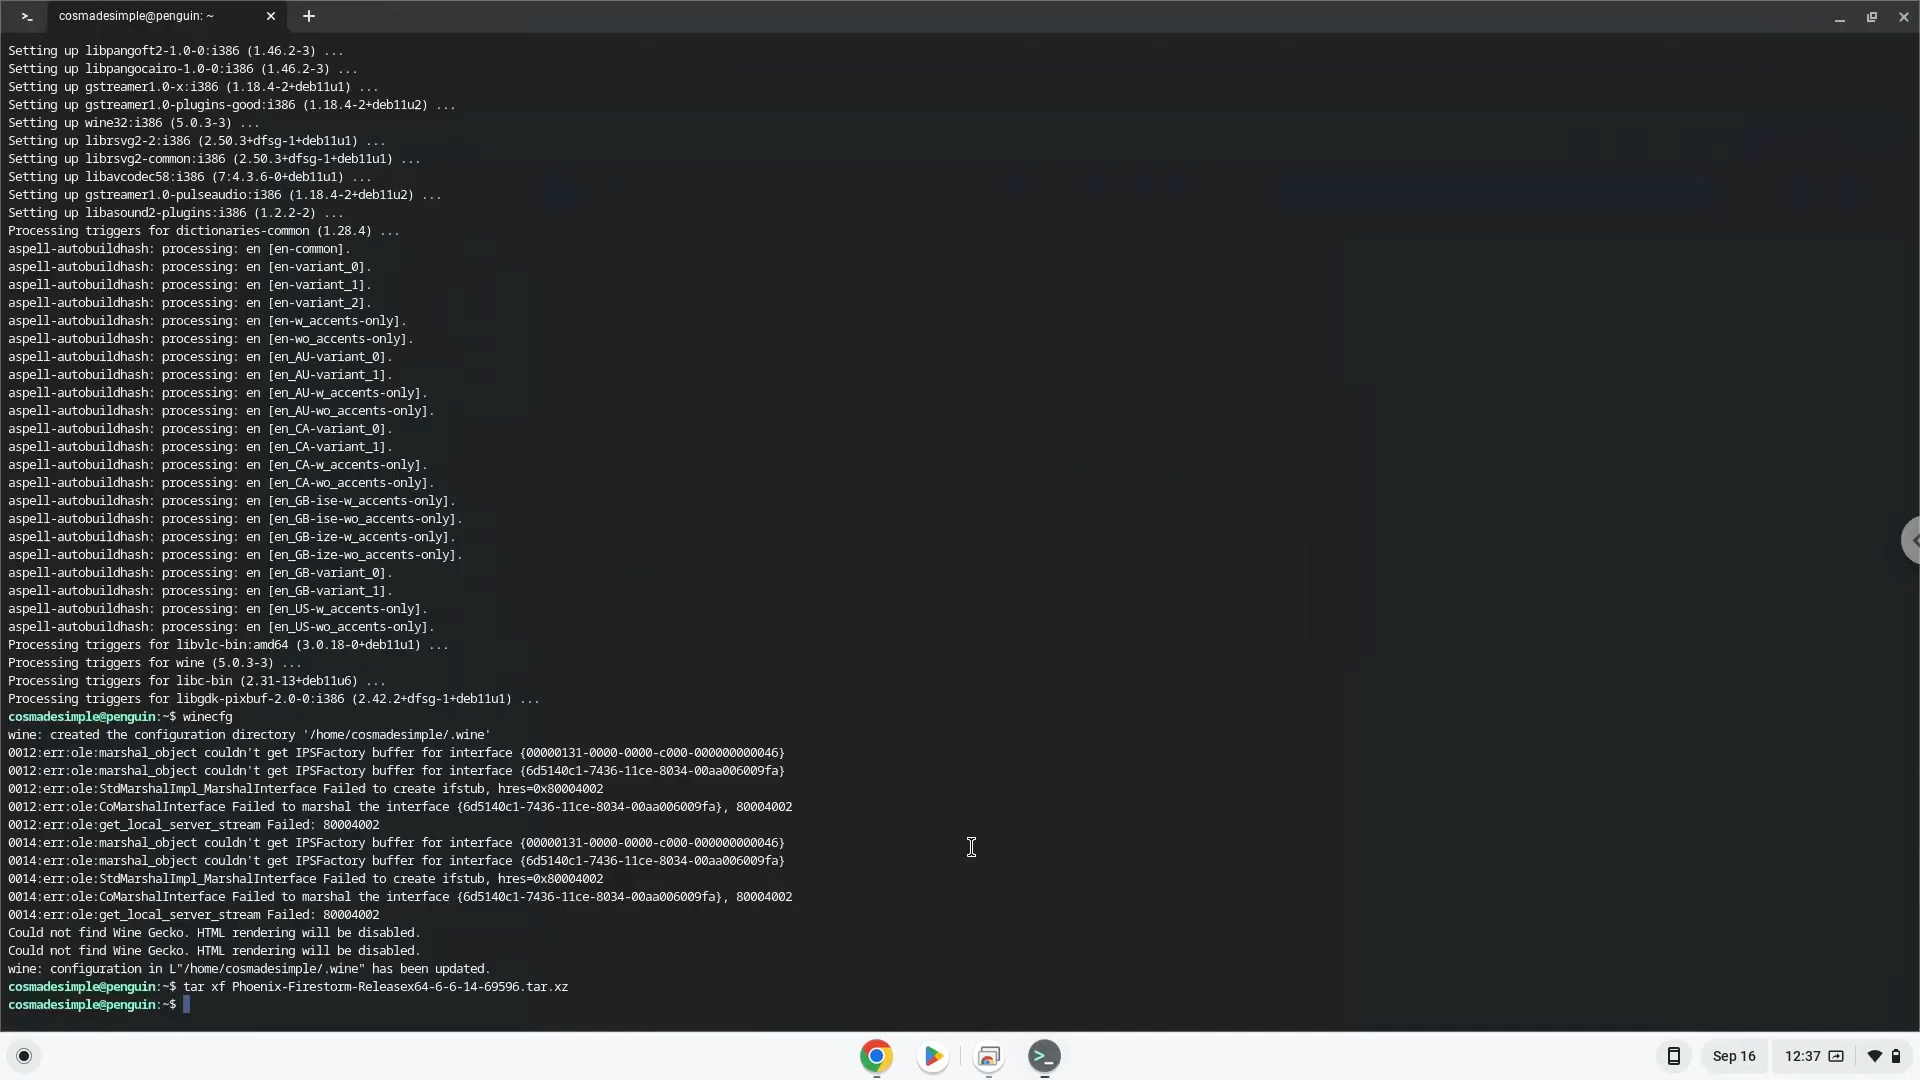 cosmadesimple@penguin: ~
Setting up libpangoft2-1.0-0:i386 (1.46.2-3) ...
Setting up libpangocairo-1.0-0:i386 (1.46.2-3) ...
Setting up gstreamer1.0-x:i386 (1.18.4-2+deb11u1) ...
Setting up gstreamer1.0-plugins-good:i386 (1.18.4-2+deb11u2) ...
Setting up wine32:i386 (5.0.3-3) ...
Setting up librsvg2-2:i386 (2.50.3+dfsg-1+deb11u1) ...
Setting up librsvg2-common:i386 (2.50.3+dfsg-1+deb11u1) ...
Setting up libavcodec58:i386 (7:4.3.6-0+deb11u1) ...
Setting up gstreamer1.0-pulseaudio:i386 (1.18.4-2+deb11u2) ...
Setting up libasound2-plugins:i386 (1.2.2-2) ...
Processing triggers for dictionaries-common (1.28.4) ...
aspell-autobuildhash: processing: en [en-common].
aspell-autobuildhash: processing: en [en-variant_0].
aspell-autobuildhash: processing: en [en-variant_1].
aspell-autobuildhash: processing: en [en-variant_2].
aspell-autobuildhash: processing: en [en-w_accents-only].
aspell-autobuildhash: processing: en [en-wo_accents-only].
aspell-autobuildhash: processing: en [en_AU-variant_0].
aspell-autobuildhash: processing: en [en_AU-variant_1].
aspell-autobuildhash: processing: en [en_AU-w_accents-only].
aspell-autobuildhash: processing: en [en_AU-wo_accents-only].
aspell-autobuildhash: processing: en [en_CA-variant_0].
aspell-autobuildhash: processing: en [en_CA-variant_1].
aspell-autobuildhash: processing: en [en_CA-w_accents-only].
aspell-autobuildhash: processing: en [en_CA-wo_accents-only].
aspell-autobuildhash: processing: en [en_GB-ise-w_accents-only].
aspell-autobuildhash: processing: en [en_GB-ise-wo_accents-only].
aspell-autobuildhash: processing: en [en_GB-ize-w_accents-only].
aspell-autobuildhash: processing: en [en_GB-ize-wo_accents-only].
aspell-autobuildhash: processing: en [en_GB-variant_0].
aspell-autobuildhash: processing: en [en_GB-variant_1].
aspell-autobuildhash: processing: en [en_US-w_accents-only].
aspell-autobuildhash: processing: en [en_US-wo_accents-only].
Processing triggers for libvlc-bin:amd64 (3.0.18-0+deb11u1) ...
Processing triggers for wine (5.0.3-3) ...
Processing triggers for libc-bin (2.31-13+deb11u6) ...
Processing triggers for libgdk-pixbuf-2.0-0:i386 (2.42.2+dfsg-1+deb11u1) ...
cosmadesimple@penguin:~$ winecfg
wine: created the configuration directory '/home/cosmadesimple/.wine'
0012:err:ole:marshal_object couldn't get IPSFactory buffer for interface {00000131-0000-0000-c000-000000000046}
0012:err:ole:marshal_object couldn't get IPSFactory buffer for interface {6d5140c1-7436-11ce-8034-00aa006009fa}
0012:err:ole:StdMarshalImpl_MarshalInterface Failed to create ifstub, hres=0x80004002
0012:err:ole:CoMarshalInterface Failed to marshal the interface {6d5140c1-7436-11ce-8034-00aa006009fa}, 80004002
0012:err:ole:get_local_server_stream Failed: 80004002
0014:err:ole:marshal_object couldn't get IPSFactory buffer for interface {00000131-0000-0000-c000-000000000046}
0014:err:ole:marshal_object couldn't get IPSFactory buffer for interface {6d5140c1-7436-11ce-8034-00aa006009fa}
0014:err:ole:StdMarshalImpl_MarshalInterface Failed to create ifstub, hres=0x80004002
0014:err:ole:CoMarshalInterface Failed to marshal the interface {6d5140c1-7436-11ce-8034-00aa006009fa}, 80004002
0014:err:ole:get_local_server_stream Failed: 80004002
Could not find Wine Gecko. HTML rendering will be disabled.
Could not find Wine Gecko. HTML rendering will be disabled.
wine: configuration in L"/home/cosmadesimple/.wine" has been updated.
cosmadesimple@penguin:~$ tar xf Phoenix-Firestorm-Releasex64-6-6-14-69596.tar.xz
cosmadesimple@penguin:~$
Sep 16 12:37